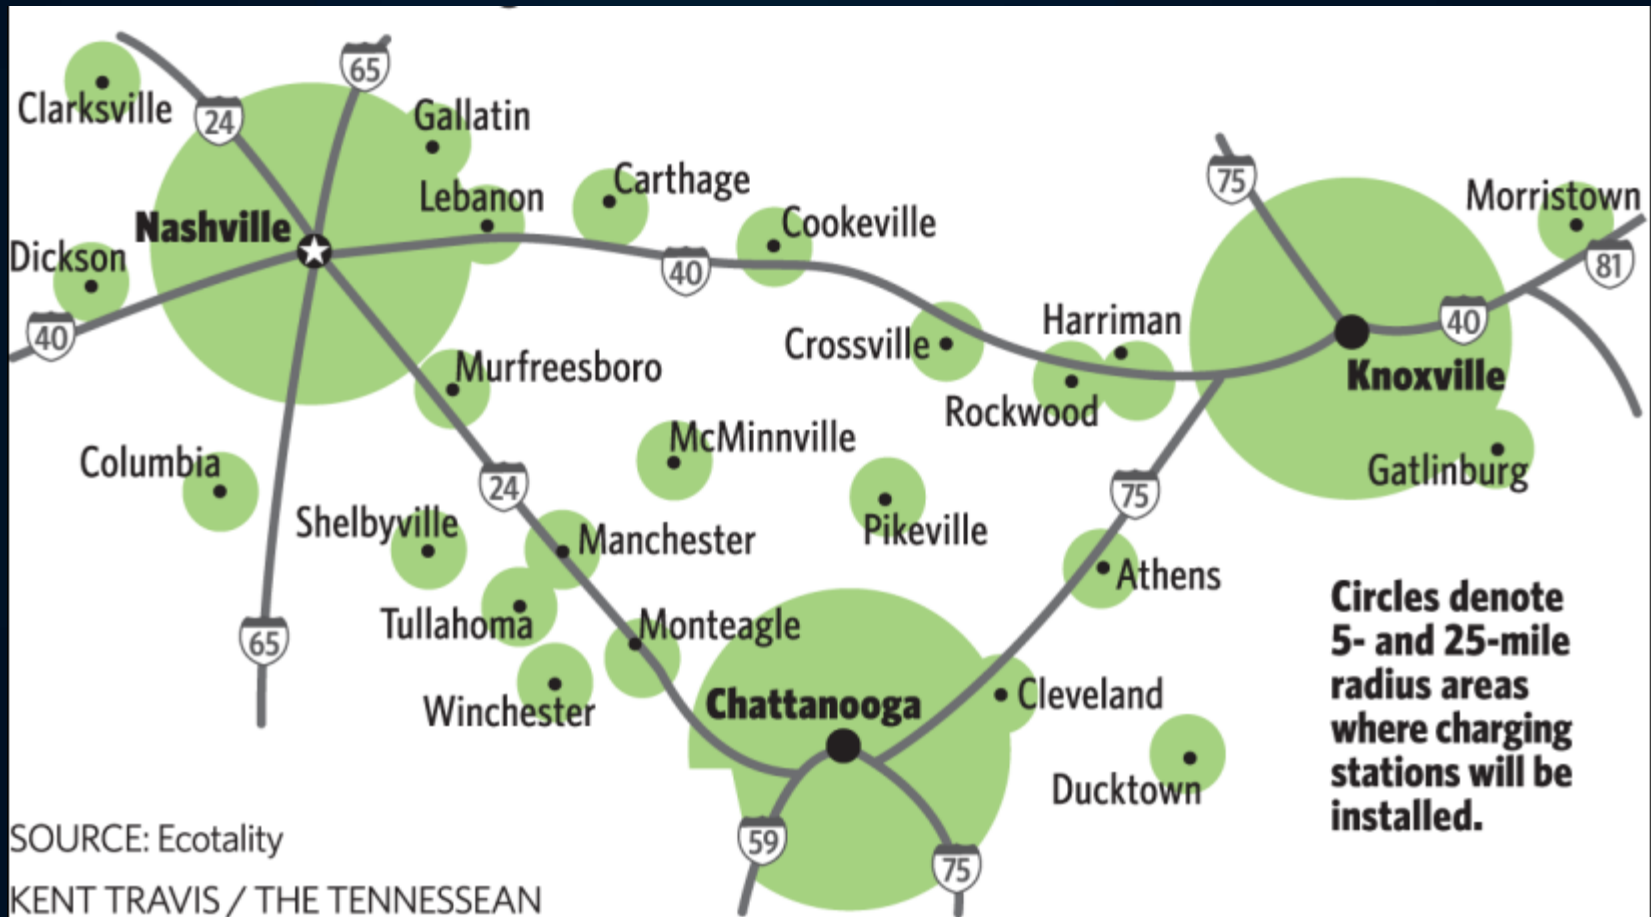 65
Clarksville
24
Gallatin
Carthage
75
Morristown
Lebanon
Nashville
Cookeville
Dickson
40
81
40
Harriman
40
Crossville
Knoxville
Murfreesboro
Rockwood
McMinnville
Columbia
Gatlinburg
24
75
Shelbyville
Pikeville
Manchester
Athens
Tullahoma
Monteagle
65
Winchester
Chattanooga
Cleveland
Ducktown
59
75
Circles denote
5- and 25-mile
radius areas
where charging
stations will be
installed.
SOURCE: Ecotality
KENT TRAVIS / THE TENNESSEAN